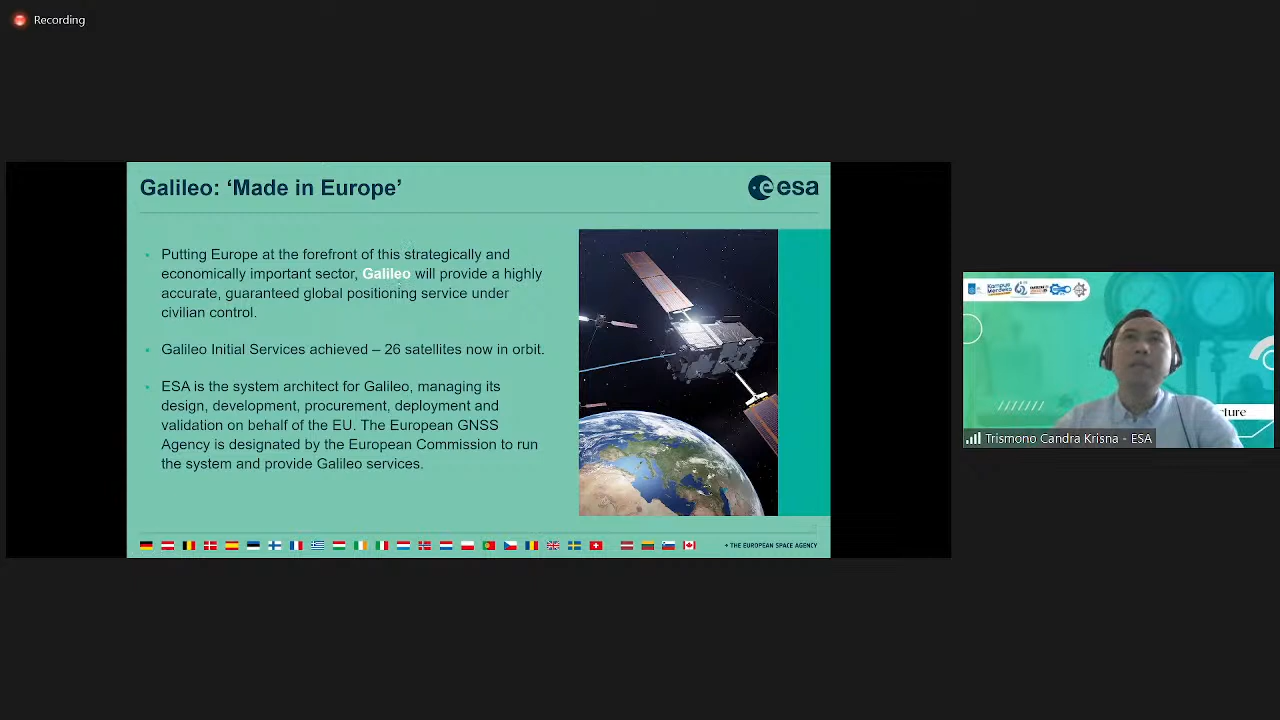 Recording
Galileo: ‘Made in Europe’
esa
• Putting Europe at the forefront of this strategically and
economically important sector, Galileo will provide a highly
accurate, guaranteed global positioning service under
civilian control.
• Galileo Initial Services achieved – 26 satellites now in orbit.
• ESA is the system architect for Galileo, managing its
design, development, procurement, deployment and
validation on behalf of the EU. The European GNSS
Agency is designated by the European Commission to run
the system and provide Galileo services.
THE EUROPEAN SPACE AGENCY
Kampus
Merdeka
Trismono Candra Krisna - ESA